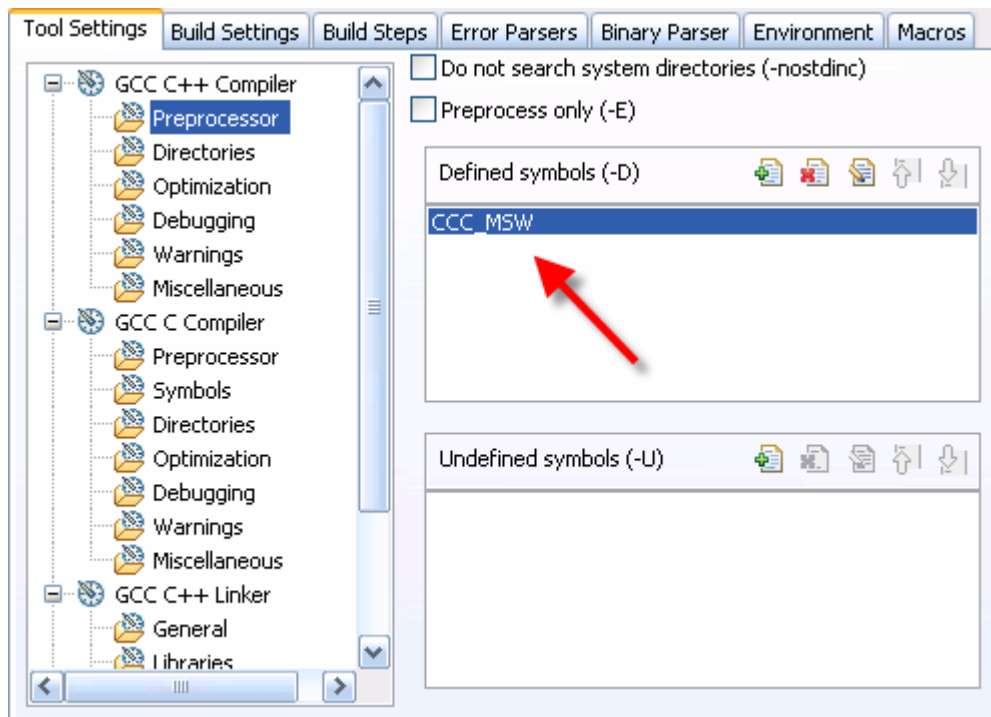 Tool Settings Build Settings Build Steps Error Parsers Binary Parser Environment Macros
GCC C++ Compiler
Preprocessor
Directories
Optimization
Debugging
Warnings
Miscellaneous
GCC C Compiler
Preprocessor
Symbols
Directories
Optimization
Debugging
Warnings
Miscellaneous
GCC C++ Linker
General
Libraries
Do not search system directories (-nostdinc)
Preprocess only (-E)
Defined symbols (-D)
CCC_MSW
Undefined symbols (-U)